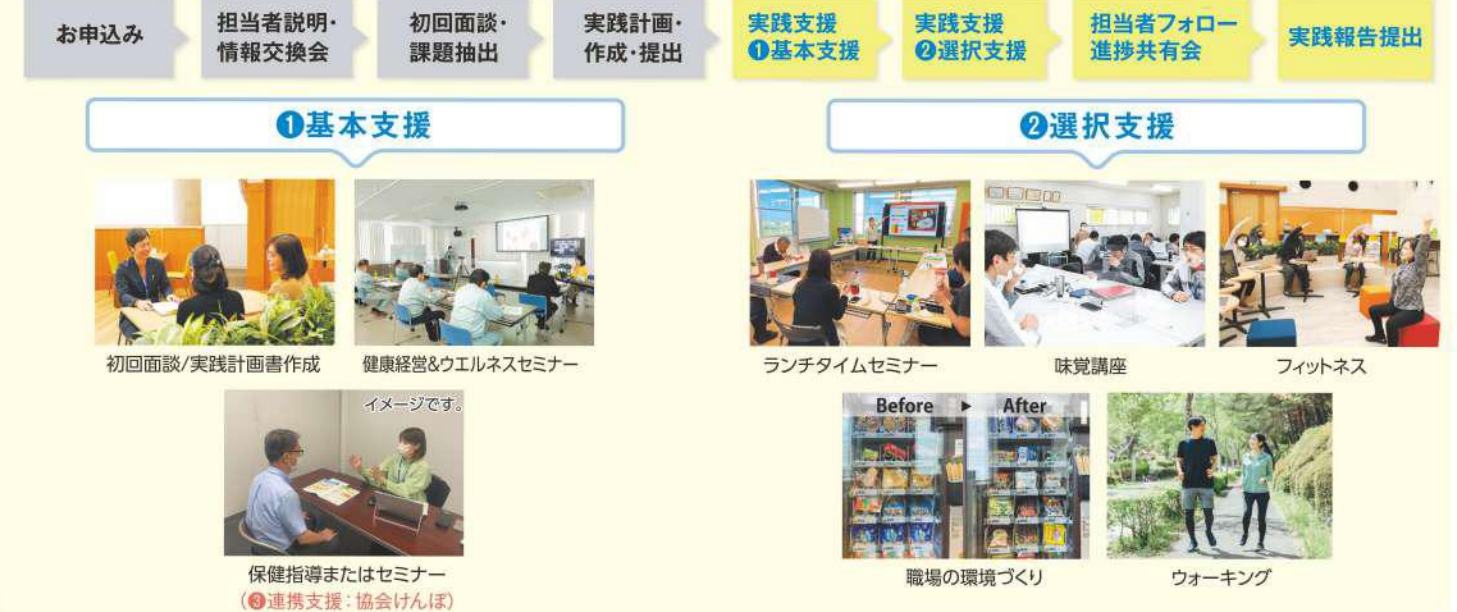 お申込み
担当者説明・
情報交換会
初回面談・
課題抽出
実践計画・
作成・提出
実践支援
❶基本支援
実践支援
❷選択支援
担当者フォロー
進捗共有会
実践報告提出
❶基本支援
初回面談/実践計画書作成
健康経営&ウエルネスセミナー
イメージです。
保健指導またはセミナー
(❸連携支援:協会けんぽ)
❷選択支援
ランチタイムセミナー
味覚講座
フィットネス
Before ▶ After
職場の環境づくり
ウォーキング